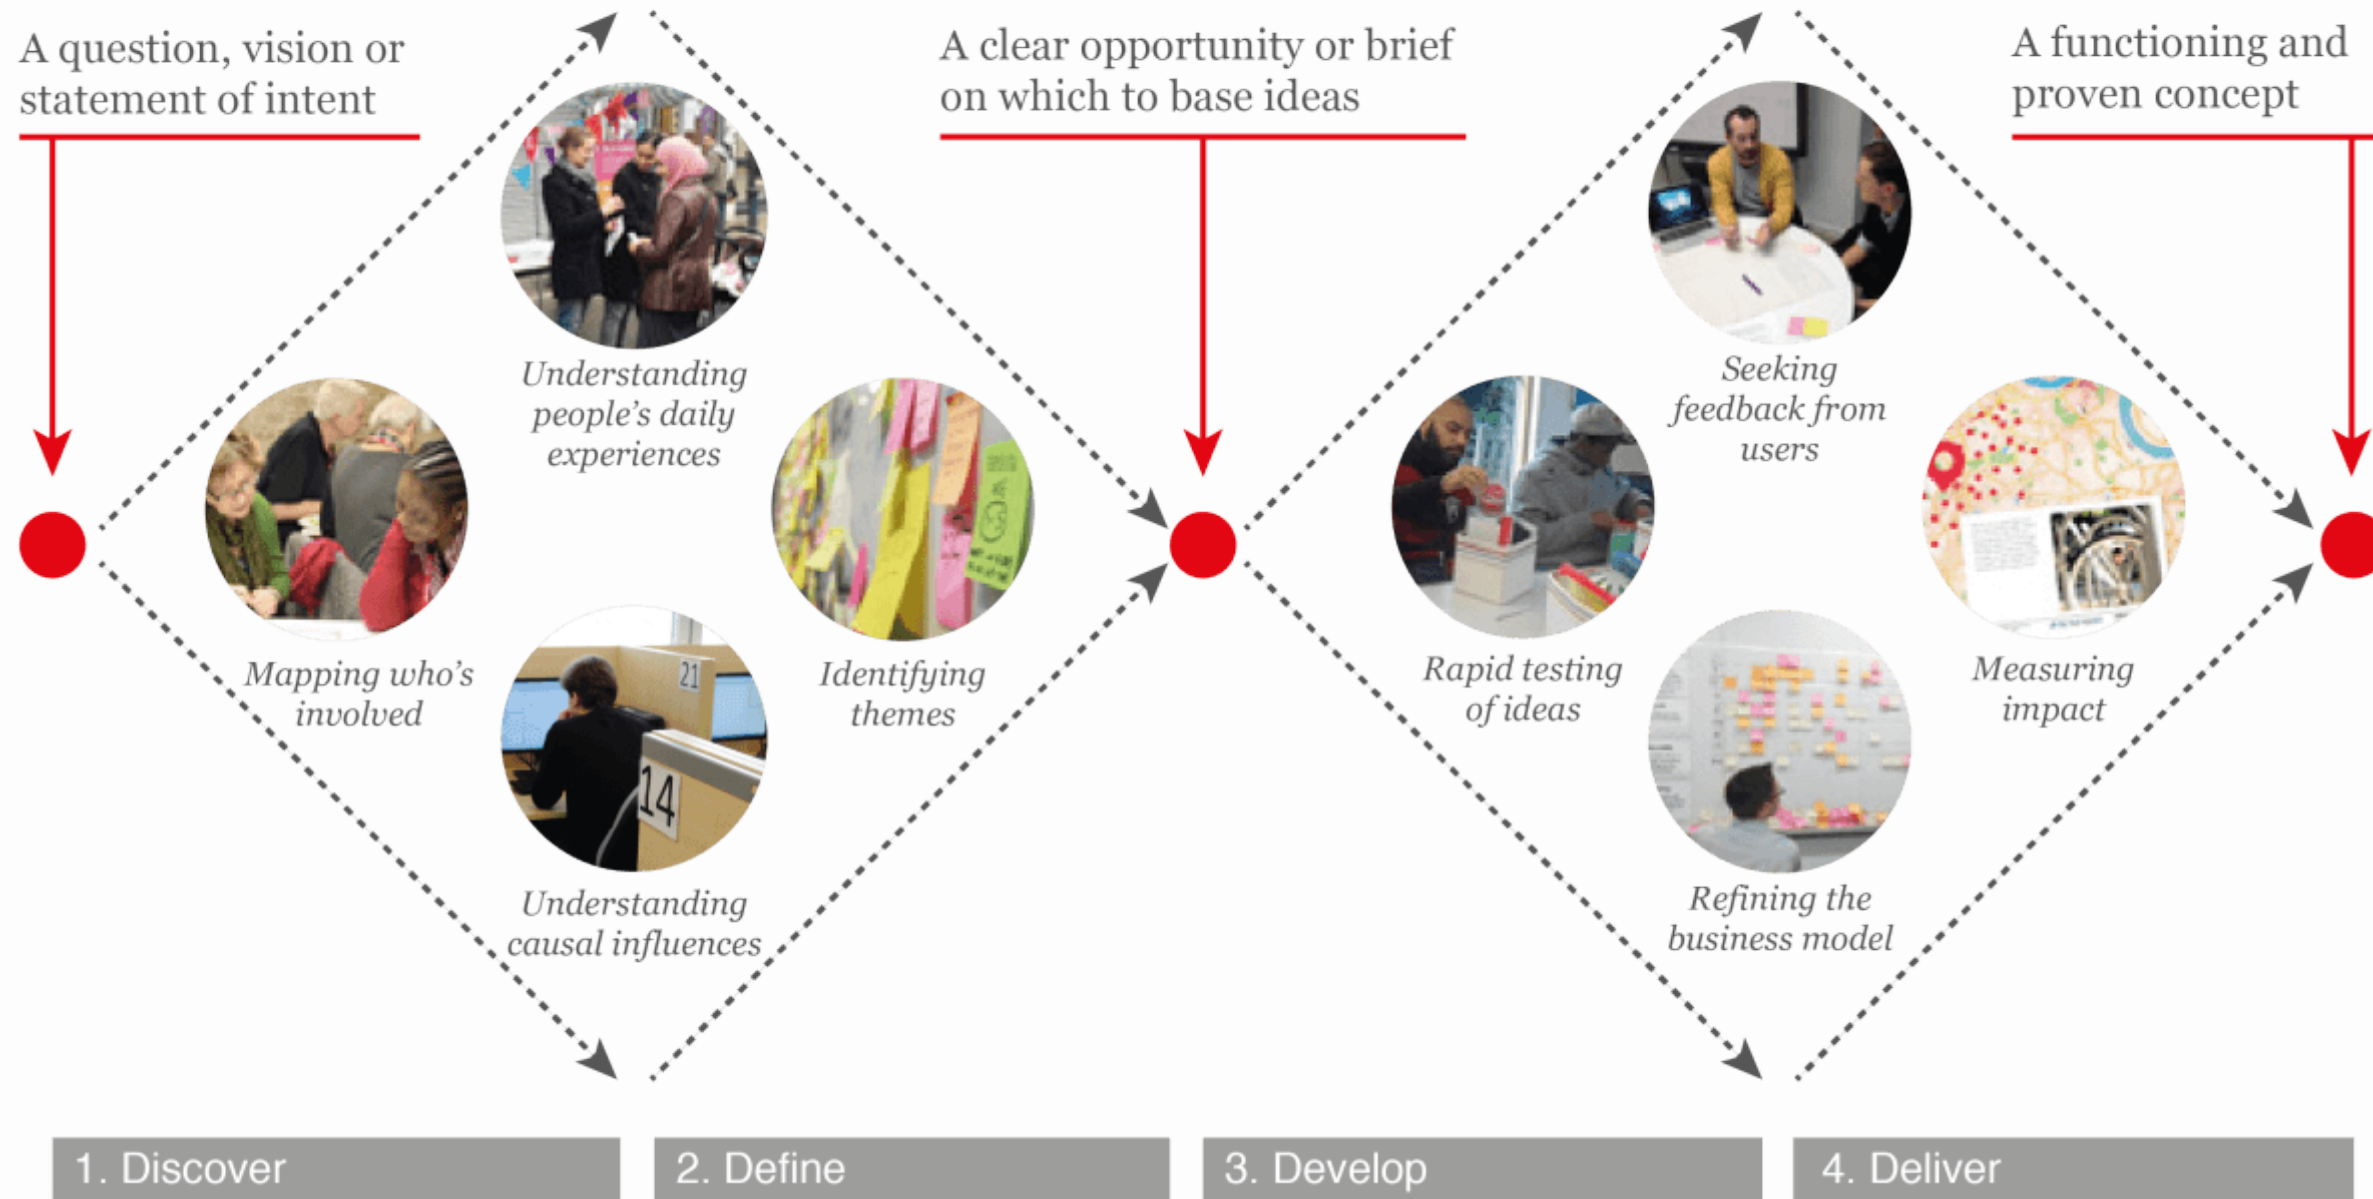 A question, vision or
statement of intent
A clear opportunity or brief
on which to base ideas
A functioning and
proven concept
Understanding
people's daily
experiences
Mapping who's
involved
21
14
Identifying
themes
Understanding
causal influences
Seeking
feedback from
users
Rapid testing
of ideas
Measuring
impact
Refining the
business model
1. Discover
2. Define
3. Develop
4. Deliver